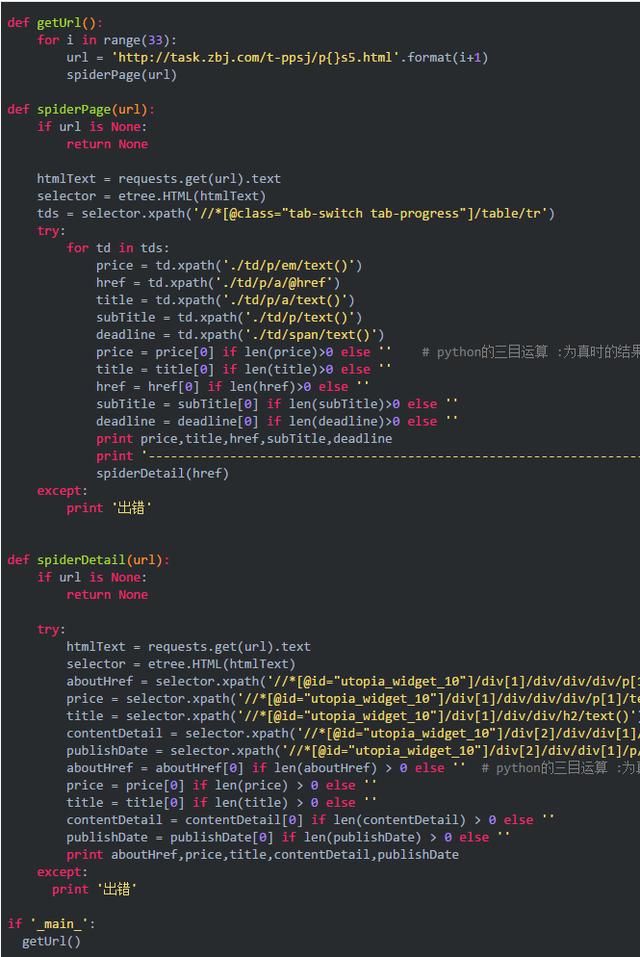 def getUrl():
    for i in range(33):
        url = 'http://task.zbj.com/t-ppsj/p{}s5.html'.format(i+1)
        spiderPage(url)

def spiderPage(url):
    if url is None:
        return None

    htmlText = requests.get(url).text
    selector = etree.HTML(htmlText)
    tds = selector.xpath('//*[@class="tab-switch tab-progress"]/table/tr')
    try:
        for td in tds:
            price = td.xpath('./td/p/em/text()')
            href = td.xpath('./td/p/a/@href')
            title = td.xpath('./td/p/a/text()')
            subTitle = td.xpath('./td/p/text()')
            deadline = td.xpath('./td/span/text()')
            price = price[0] if len(price)>0 else ''    # python的三目运算 :为真时的结果
            title = title[0] if len(title)>0 else ''
            href = href[0] if len(href)>0 else ''
            subTitle = subTitle[0] if len(subTitle)>0 else ''
            deadline = deadline[0] if len(deadline)>0 else ''
            print price,title,href,subTitle,deadline
            print '------------------------------------------------------------------
            spiderDetail(href)
    except:
        print '出错'

def spiderDetail(url):
    if url is None:
        return None

    try:
        htmlText = requests.get(url).text
        selector = etree.HTML(htmlText)
        aboutHref = selector.xpath('//*[@id="utopia_widget_10"]/div[1]/div/div/div/p[1
        price = selector.xpath('//*[@id="utopia_widget_10"]/div[1]/div/div/div/p[1]/te
        title = selector.xpath('//*[@id="utopia_widget_10"]/div[1]/div/div/h2/text()'
        contentDetail = selector.xpath('//*[@id="utopia_widget_10"]/div[2]/div/div[1]/
        publishDate = selector.xpath('//*[@id="utopia_widget_10"]/div[2]/div/div[1]/p/
        aboutHref = aboutHref[0] if len(aboutHref) > 0 else ''  # python的三目运算 :为真
        price = price[0] if len(price) > 0 else ''
        title = title[0] if len(title) > 0 else ''
        contentDetail = contentDetail[0] if len(contentDetail) > 0 else ''
        publishDate = publishDate[0] if len(publishDate) > 0 else ''
        print aboutHref,price,title,contentDetail,publishDate
    except:
      print '出错'

if '_main_':
  getUrl()